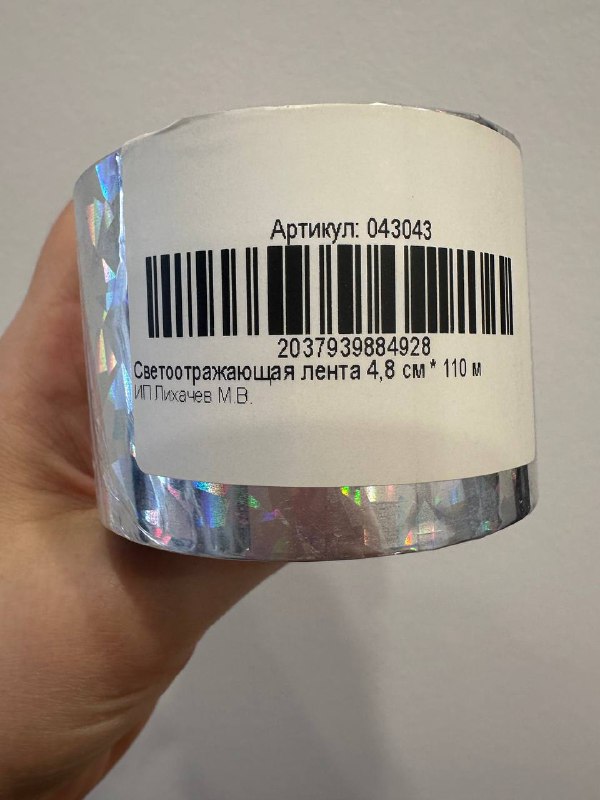 Артикул: 043043
2037939884928
Светоотражающая лента 4,8 см * 110 м
ИП Лихачев М.В.